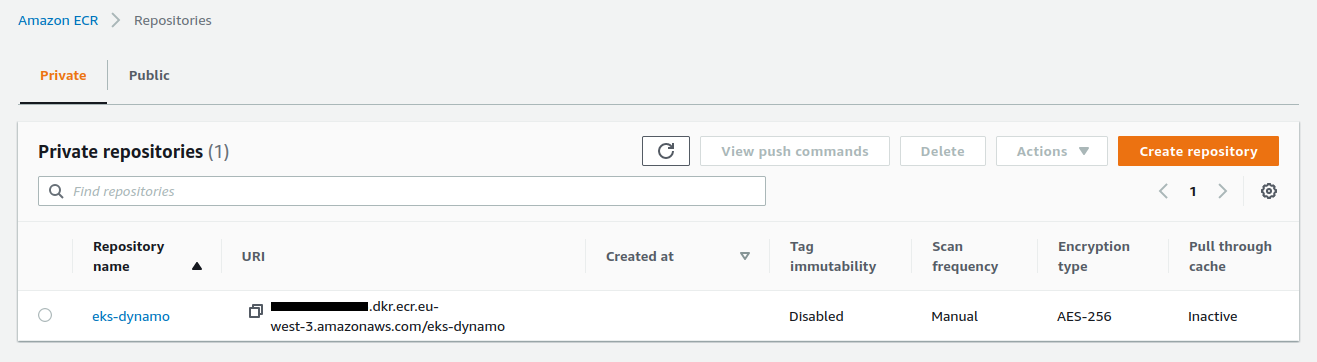 Amazon ECR Repositories
Private Public
Private repositories (1) View push commands Delete Actions Create repository
Find repositories 1
Repository name URI Created at Tag immutability Scan frequency Encryption type Pull through cache
eks-dynamo .dkr.ecr.eu-
west-3.amazonaws.com/eks-dynamo Disabled Manual AES-256 Inactive